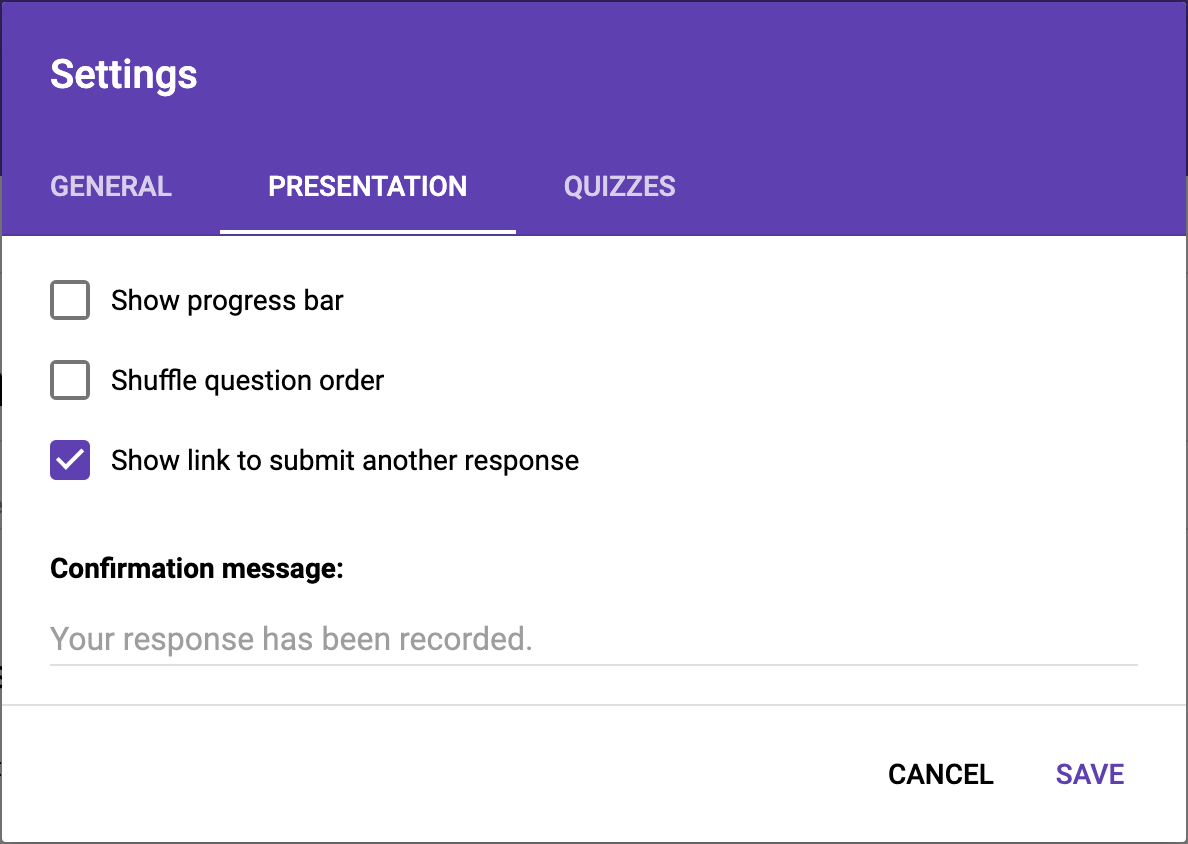 Settings
GENERAL PRESENTATION QUIZZES
Show progress bar
Shuffle question order
Show link to submit another response
Confirmation message:
Your response has been recorded.
CANCEL SAVE